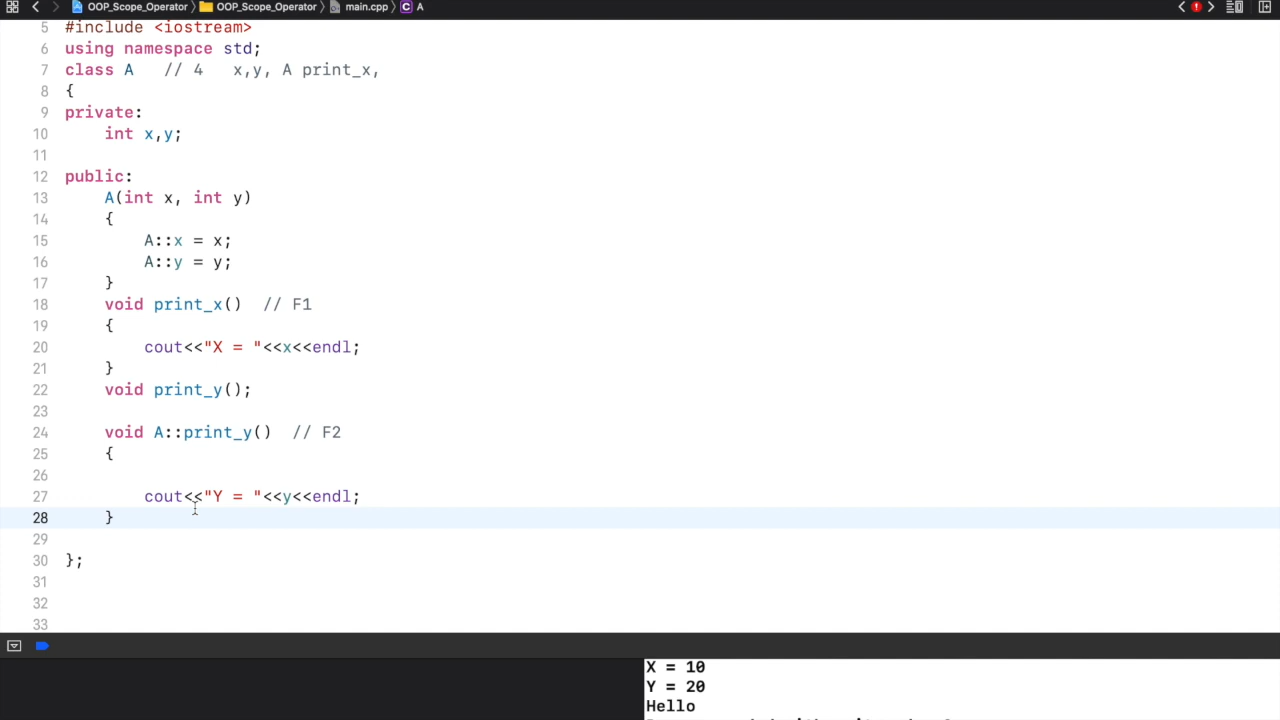 OOP_Scope_Operator OOP_Scope_Operator main.cpp C A
5 #include <iostream>
6 using namespace std;
7 class A // 4 x,y, A print_x,
8 {
9 private:
10 int x,y;
11
12 public:
13 A(int x, int y)
14 {
15 A::x = x;
16 A::y = y;
17 }
18 void print_x() // F1
19 {
20 cout<<"X = "<<x<<endl;
21 }
22 void print_y();
23
24 void A::print_y() // F2
25 {
26
27 cout<<"Y = "<<y<<endl;
28 }
29
30 };
31
32
33
X = 10
Y = 20
Hello